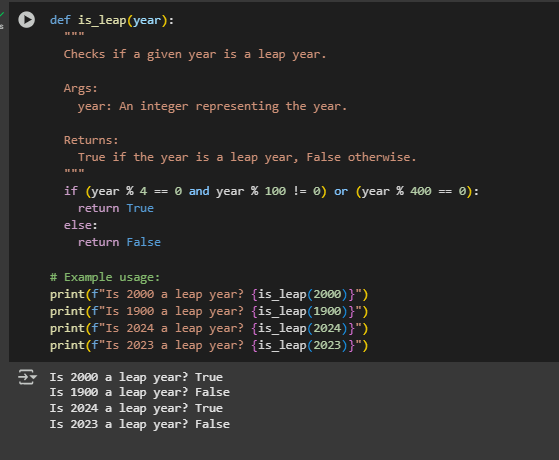 def is_leap(year):
  """
  Checks if a given year is a leap year.

  Args:
    year: An integer representing the year.

  Returns:
    True if the year is a leap year, False otherwise.
  """
  if (year % 4 == 0 and year % 100 != 0) or (year % 400 == 0):
    return True
  else:
    return False

# Example usage:
print(f"Is 2000 a leap year? {is_leap(2000)}")
print(f"Is 1900 a leap year? {is_leap(1900)}")
print(f"Is 2024 a leap year? {is_leap(2024)}")
print(f"Is 2023 a leap year? {is_leap(2023)}")
Is 2000 a leap year? True
Is 1900 a leap year? False
Is 2024 a leap year? True
Is 2023 a leap year? False